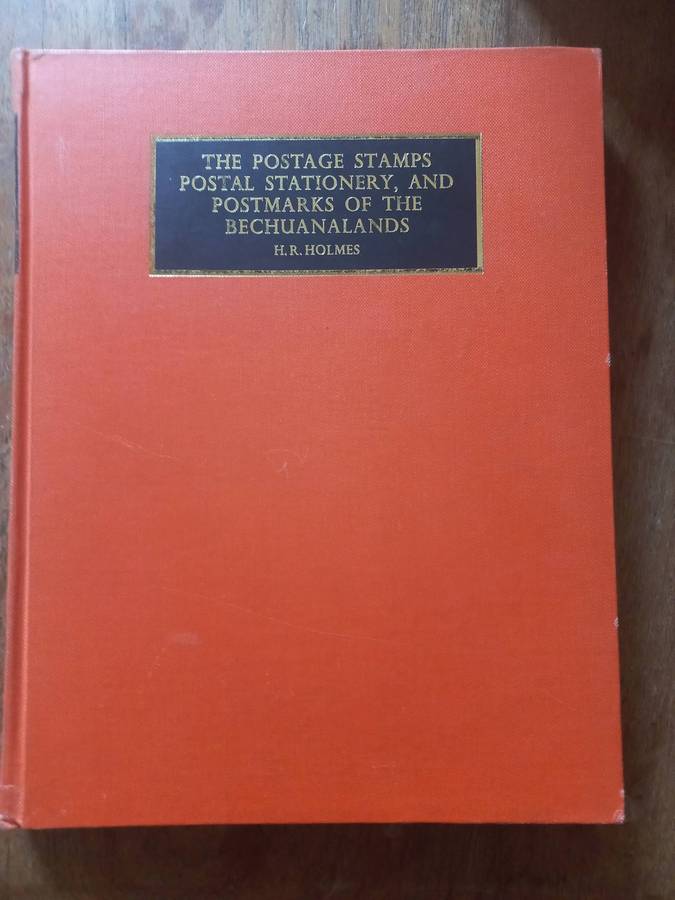 THE POSTAGE STAMPS
POSTAL STATIONERY, AND
POSTMARKS OF THE
BECHUANALANDS
H. R. HOLMES